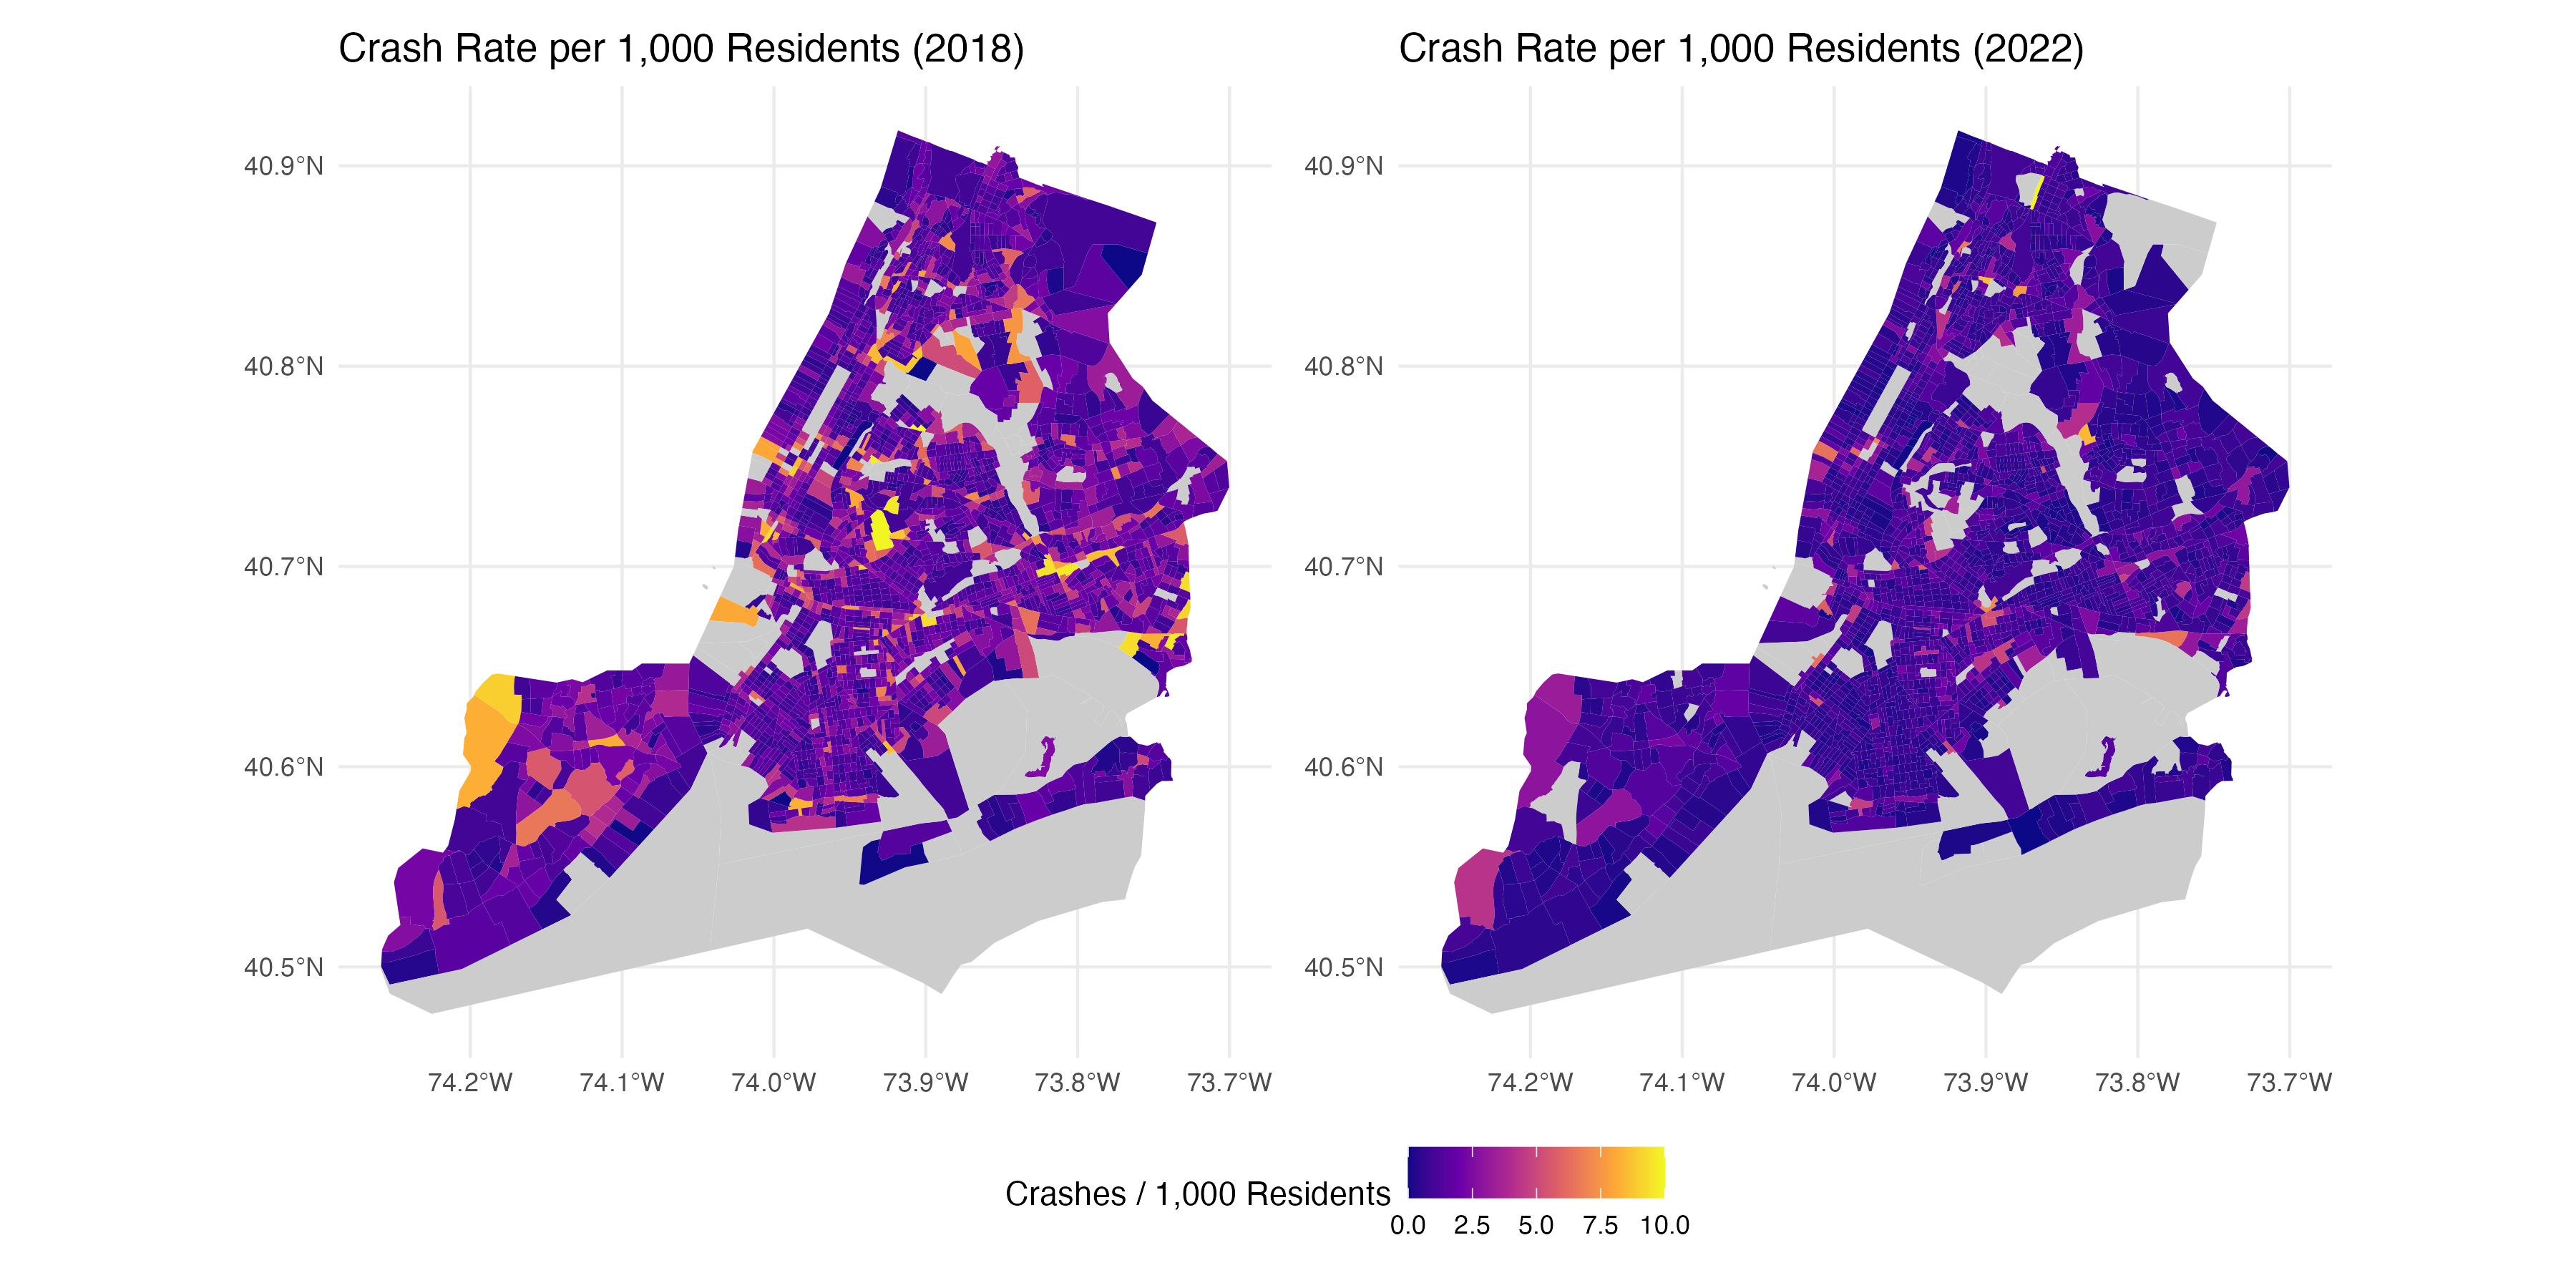 Crash Rate per 1,000 Residents (2018)
40.9°N
40.8°N
40.7°N
40.6°N
40.5°N
74.2°W 74.1°W 74.0°W 73.9°W 73.8°W 73.7°W
Crash Rate per 1,000 Residents (2022)
40.9°N
40.8°N
40.7°N
40.6°N
40.5°N
74.2°W 74.1°W 74.0°W 73.9°W 73.8°W 73.7°W
Crashes / 1,000 Residents
0.0 2.5 5.0 7.5 10.0